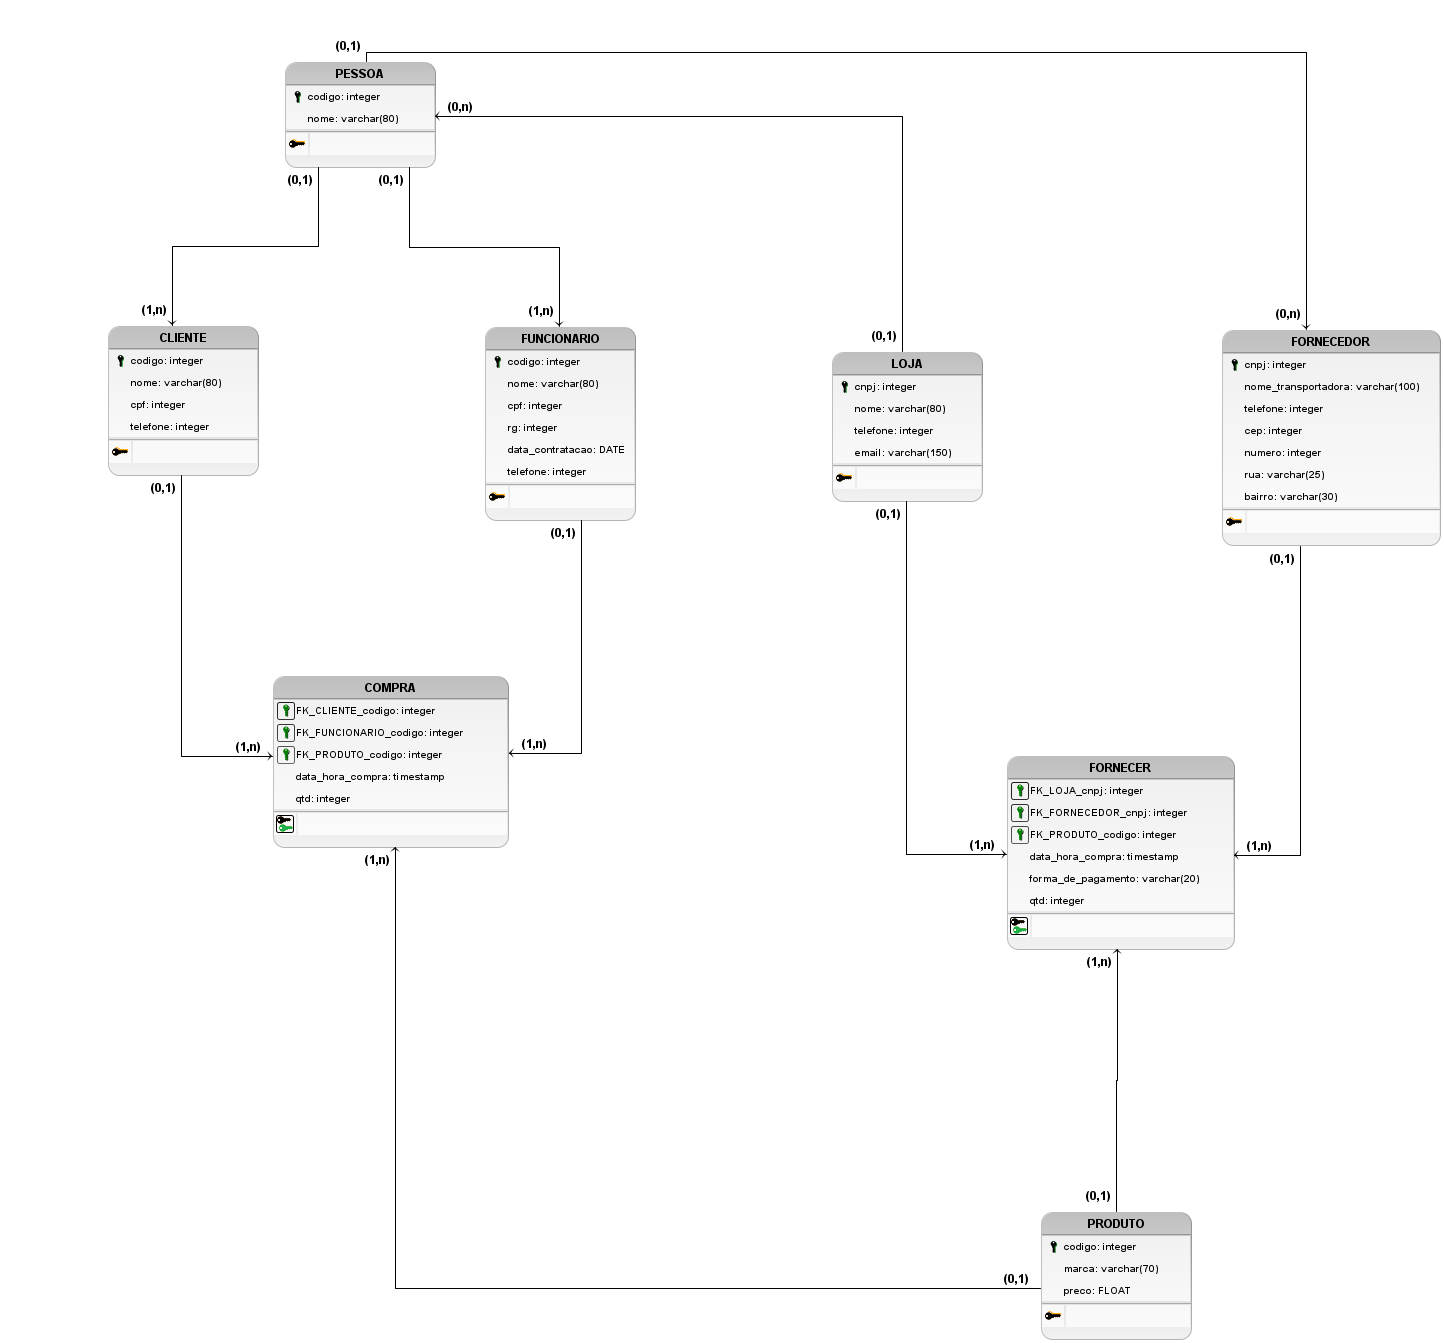 (0,1)
PESSOA
codigo: integer
nome: varchar(80)
(0,n)
(0,1)
(0,1)
(1,n)
CLIENTE
codigo: integer
nome: varchar(80)
cpf: integer
telefone: integer
(0,1)
(1,n)
FUNCIONARIO
codigo: integer
nome: varchar(80)
cpf: integer
rg: integer
data_contratacao: DATE
telefone: integer
(0,1)
(0,1)
LOJA
cnpj: integer
nome: varchar(80)
telefone: integer
email: varchar(150)
(0,1)
(0,n)
FORNECEDOR
cnpj: integer
nome_transportadora: varchar(100)
telefone: integer
cep: integer
numero: integer
rua: varchar(25)
bairro: varchar(30)
(0,1)
COMPRA
FK_CLIENTE_codigo: integer
FK_FUNCIONARIO_codigo: integer
FK_PRODUTO_codigo: integer
data_hora_compra: timestamp
qtd: integer
(1,n)
(1,n)
(1,n)
FORNECER
FK_LOJA_cnpj: integer
FK_FORNECEDOR_cnpj: integer
FK_PRODUTO_codigo: integer
data_hora_compra: timestamp
forma_de_pagamento: varchar(20)
qtd: integer
(1,n)
(1,n)
(1,n)
(0,1)
PRODUTO
codigo: integer
marca: varchar(70)
preco: FLOAT
(0,1)